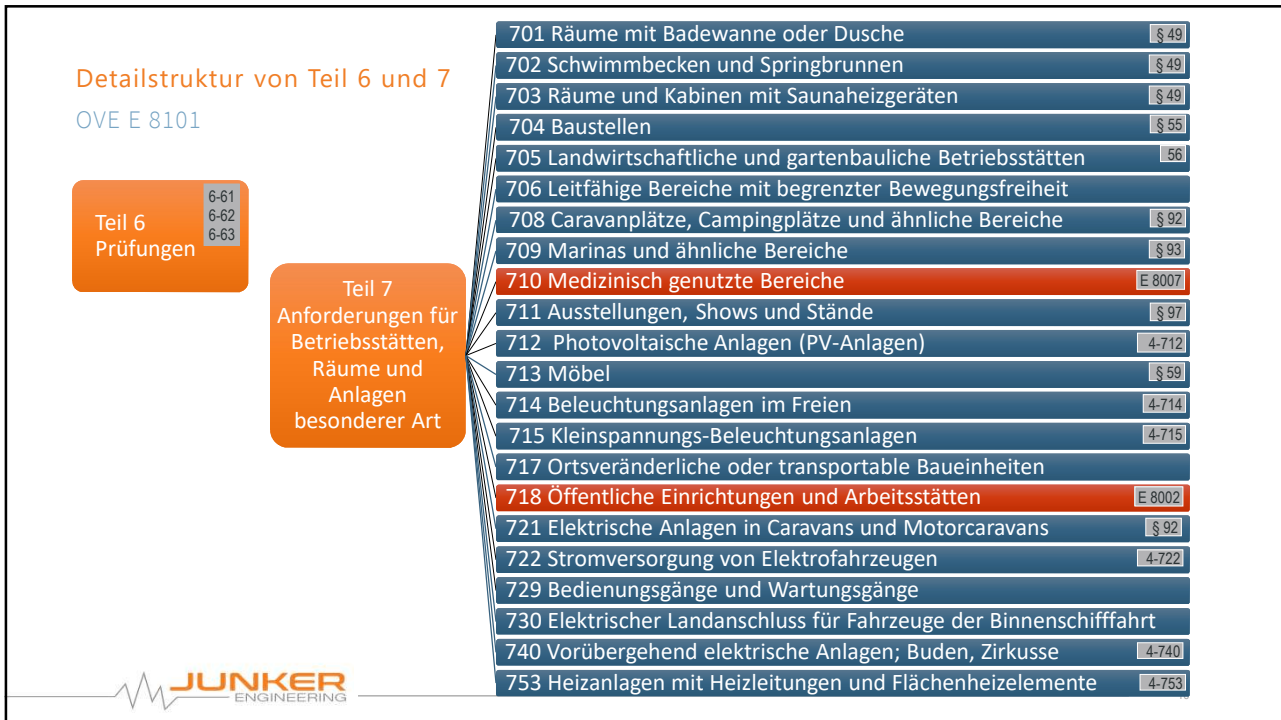 Detailstruktur von Teil 6 und 7
OVE E 8101
Teil 6
Prüfungen
6-61
6-62
6-63
Teil 7
Anforderungen für
Betriebsstätten,
Räume und
Anlagen
besonderer Art
701 Räume mit Badewanne oder Dusche § 49
702 Schwimmbecken und Springbrunnen § 49
703 Räume und Kabinen mit Saunaheizgeräten § 49
704 Baustellen § 55
705 Landwirtschaftliche und gartenbauliche Betriebsstätten 56
706 Leitfähige Bereiche mit begrenzter Bewegungsfreiheit
708 Caravanplätze, Campingplätze und ähnliche Bereiche § 92
709 Marinas und ähnliche Bereiche § 93
710 Medizinisch genutzte Bereiche E 8007
711 Ausstellungen, Shows und Stände § 97
712 Photovoltaische Anlagen (PV-Anlagen) 4-712
713 Möbel § 59
714 Beleuchtungsanlagen im Freien 4-714
715 Kleinspannungs-Beleuchtungsanlagen 4-715
717 Ortsveränderliche oder transportable Baueinheiten
718 Öffentliche Einrichtungen und Arbeitsstätten E 8002
721 Elektrische Anlagen in Caravans und Motorcaravans § 92
722 Stromversorgung von Elektrofahrzeugen 4-722
729 Bedienungsgänge und Wartungsgänge
730 Elektrischer Landanschluss für Fahrzeuge der Binnenschifffahrt
740 Vorübergehend elektrische Anlagen; Buden, Zirkusse 4-740
753 Heizanlagen mit Heizleitungen und Flächenheizelemente 4-753
JUNKER
ENGINEERING